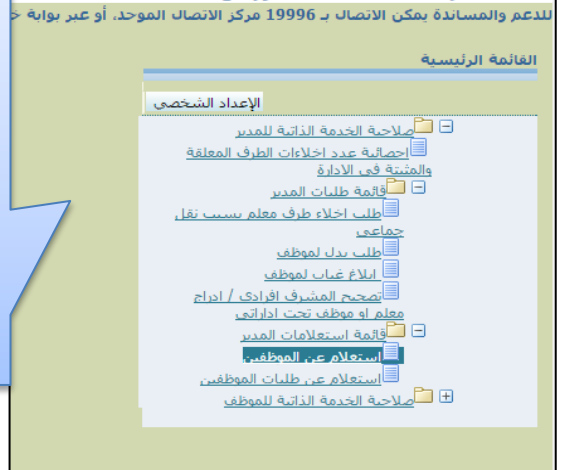 للدعم والمساندة يمكن الاتصال بـ 19996 مركز الاتصال الموحد، أو عبر بوابة
القائمة الرئيسية
الإعداد الشخصي
صلاحية الخدمة الذاتية للمدير
احصائية عدد اخلاءات الطرف المعلقة
والمثبتة في الادارة
قائمة طلبات المدير
طلب اخلاء طرف معلم بسبب نقل
جماعي
طلب بدل لموظف
ابلاغ غياب لموظف
تصحيح المشرف افرادي / ادراج
معلم او موظف تحت اداراتي
قائمة استعلامات المدير
استعلام عن الموظفين
استعلام عن طلبات الموظفين
صلاحية الخدمة الذاتية للموظف